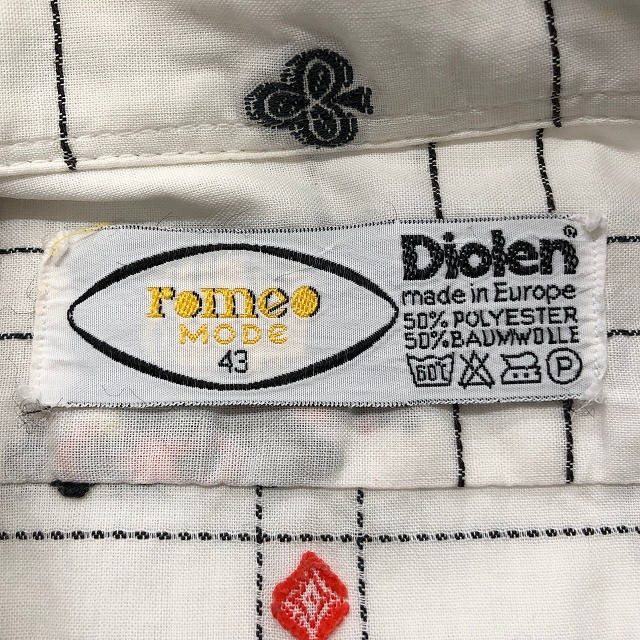 romeo
MODE
43
Diolen®
made in Europe
50% POLYESTER
50% BAUMWOLLE
60°C
P